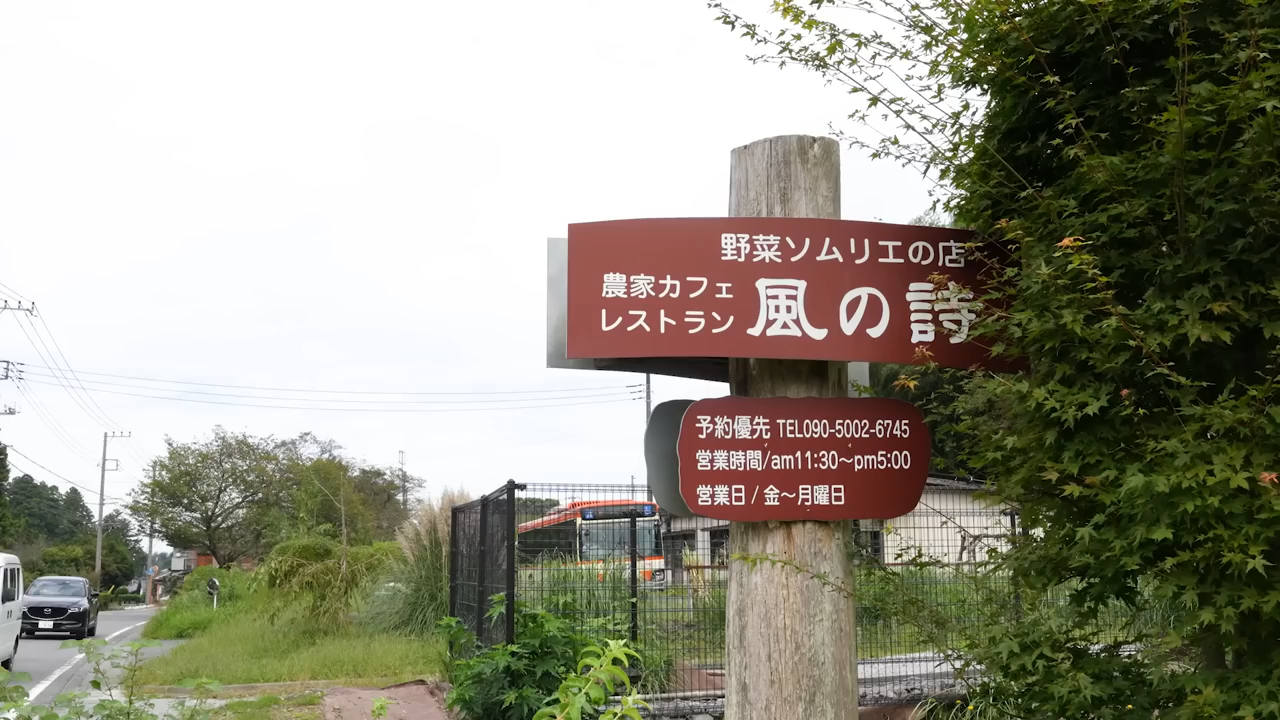 野菜ソムリエの店
農家カフェ
レストラン
風の詩
予約優先 TEL090-5002-6745
営業時間/am11:30〜pm5:00
営業日/金〜月曜日